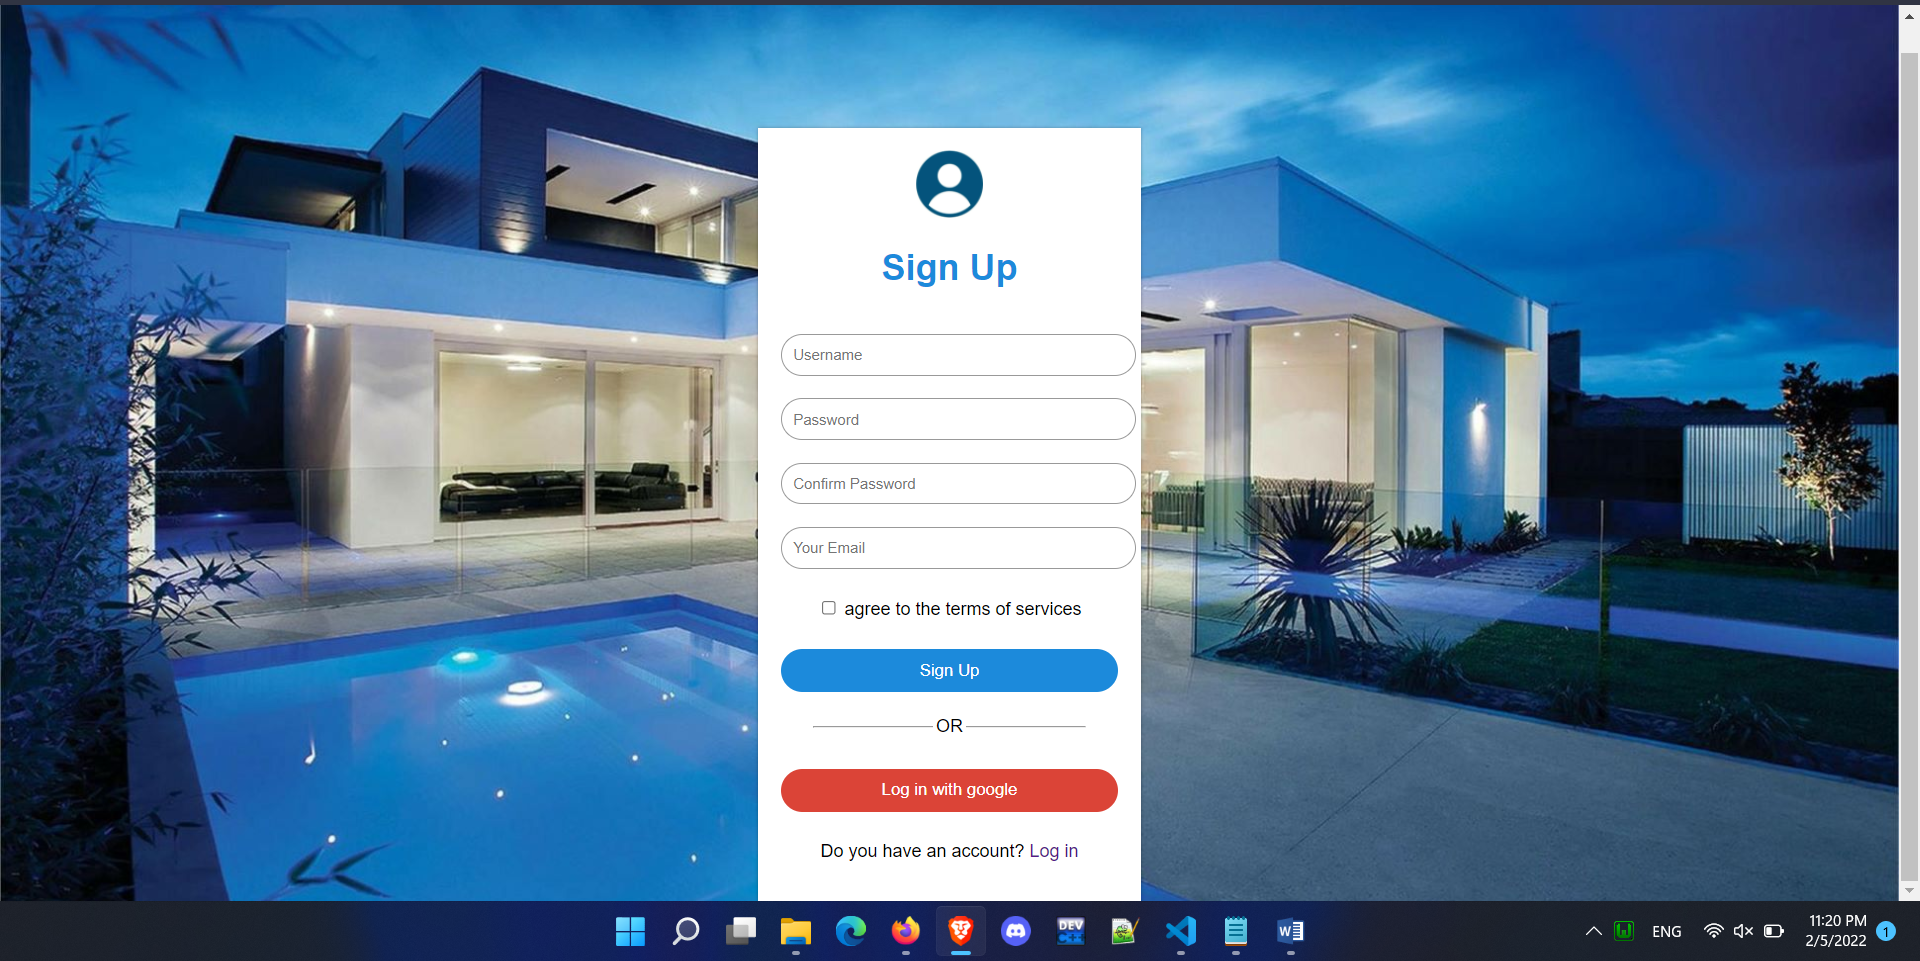 Sign Up
Username
Password
Confirm Password
Your Email
agree to the terms of services
Sign Up
OR
Log in with google
Do you have an account? Log in
DEV
C++
W
ENG
11:20 PM
2/5/2022
1